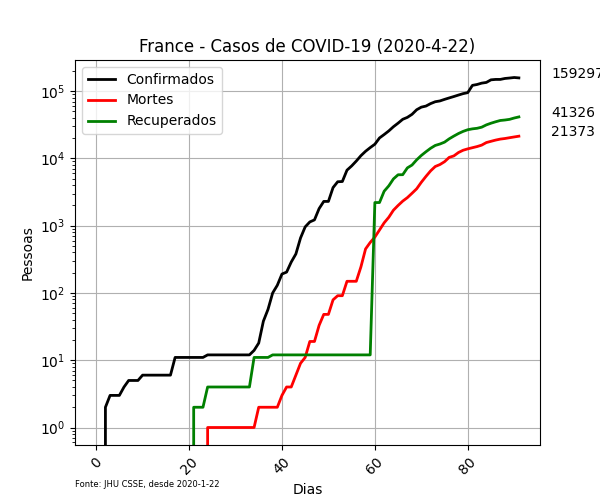 France - Casos de COVID-19 (2020-4-22)
Confirmados
Mortes
Recuperados
159297
41326
21373
10⁵
10⁴
10³
10²
10¹
10⁰
Pessoas
0 20 40 60 80
Dias
Fonte: JHU CSSE, desde 2020-1-22